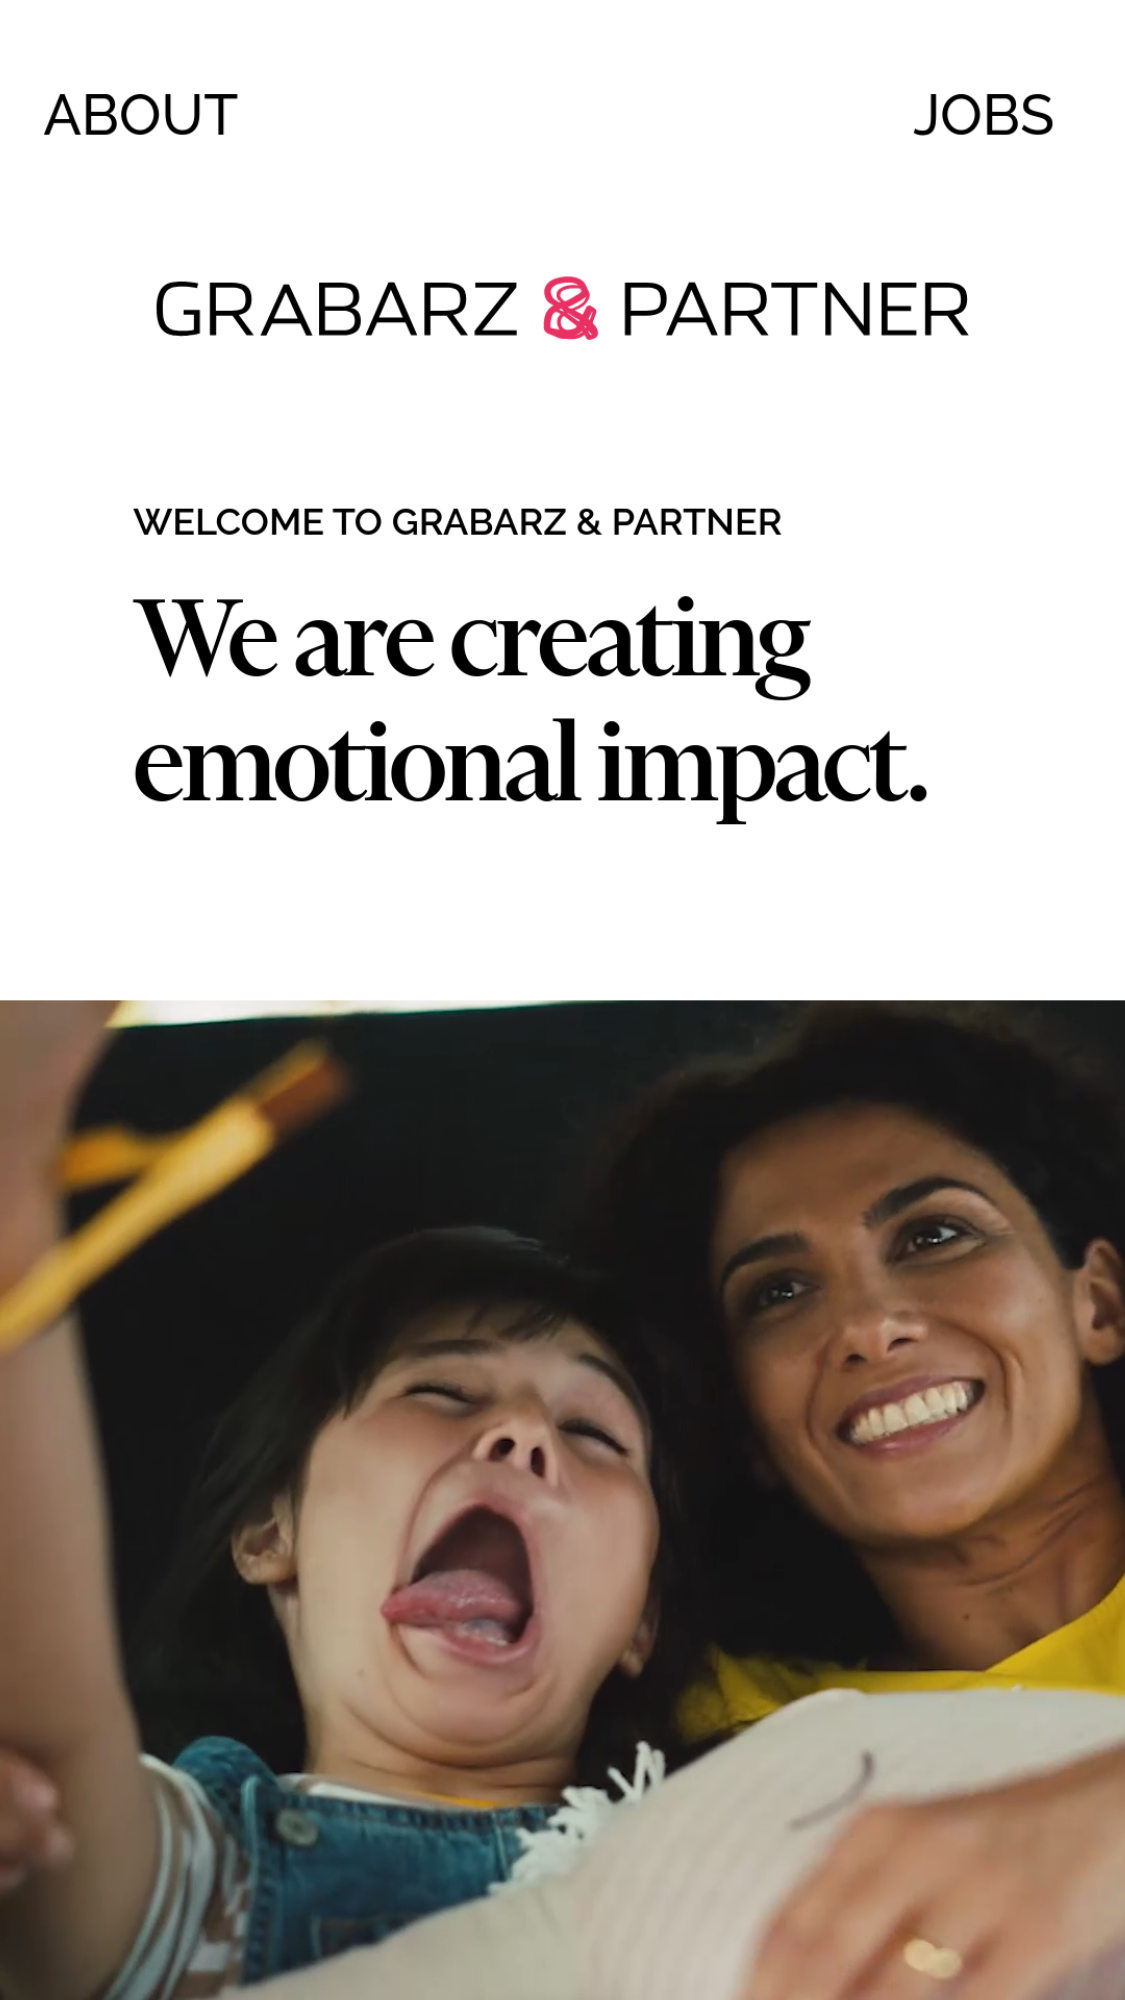 ABOUT
JOBS
GRABARZ & PARTNER
WELCOME TO GRABARZ & PARTNER
We are creating
emotional impact.